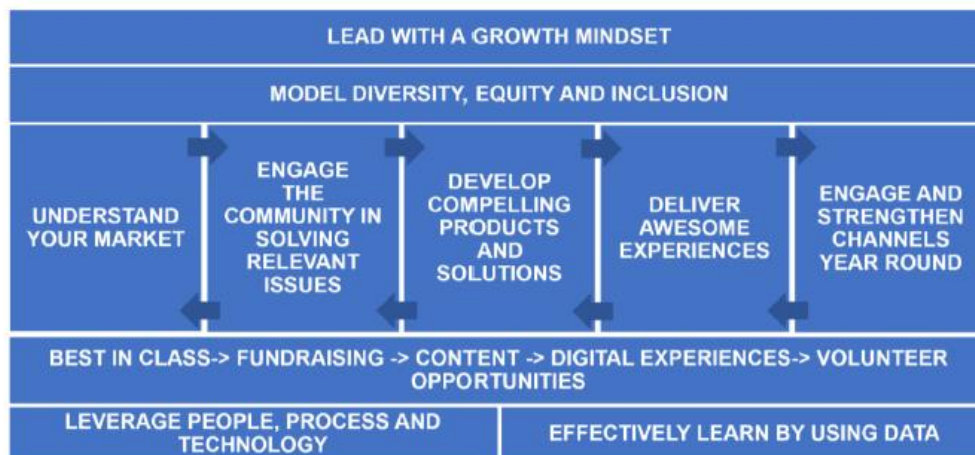 LEAD WITH A GROWTH MINDSET
MODEL DIVERSITY, EQUITY AND INCLUSION
UNDERSTAND
YOUR MARKET
ENGAGE
THE
COMMUNITY IN
SOLVING
RELEVANT
ISSUES
DEVELOP
COMPELLING
PRODUCTS
AND
SOLUTIONS
DELIVER
AWESOME
EXPERIENCES
ENGAGE AND
STRENGTHEN
CHANNELS
YEAR ROUND
BEST IN CLASS-> FUNDRAISING -> CONTENT -> DIGITAL EXPERIENCES-> VOLUNTEER
OPPORTUNITIES
LEVERAGE PEOPLE, PROCESS AND
TECHNOLOGY
EFFECTIVELY LEARN BY USING DATA